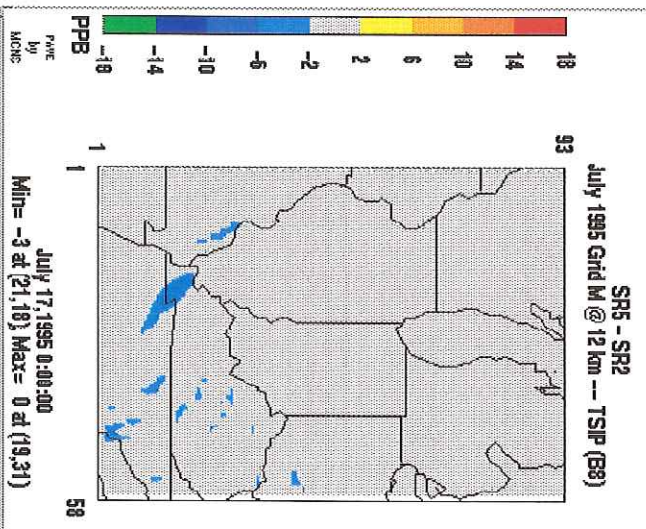 SR5 - SR2
July 1995 Grid M @ 12 km --- TSIP (B8)
18
14
10
6
2
-2
-6
-10
-14
-18
PPB
PAVE
by
MCNC
93
1
1
58
July 17,1995 0:00:00
Min= -3 at (21,18) Max= 0 at (19,31)